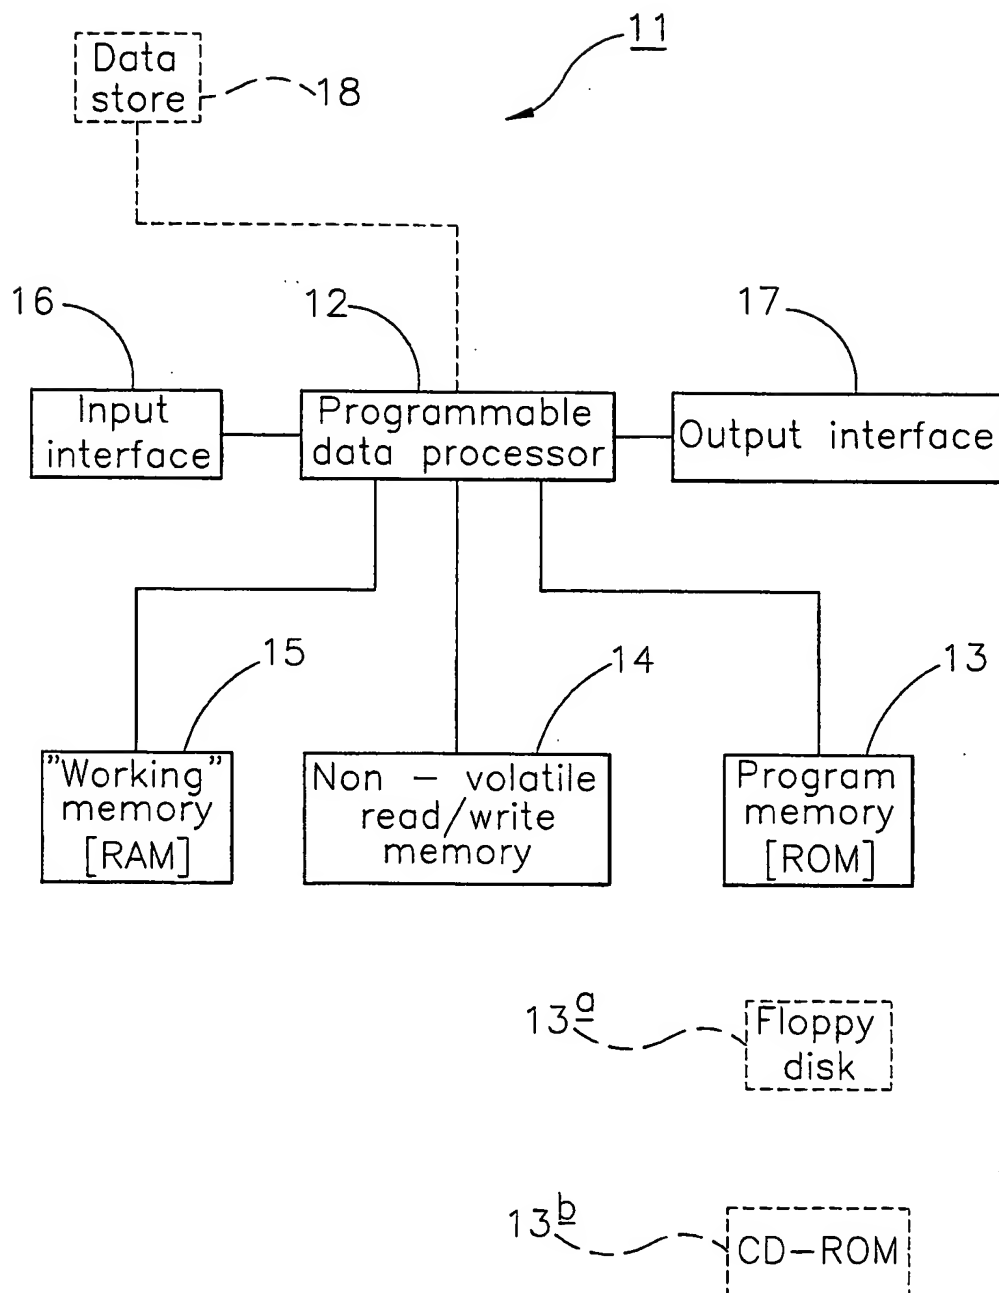 11
Data
store
18
16
12
17
Input
interface
Programmable
data processor
Output interface
15
14
13
"Working"
memory
[RAM]
Non – volatile
read/write
memory
Program
memory
[ROM]
13a
Floppy
disk
13b
CD–ROM